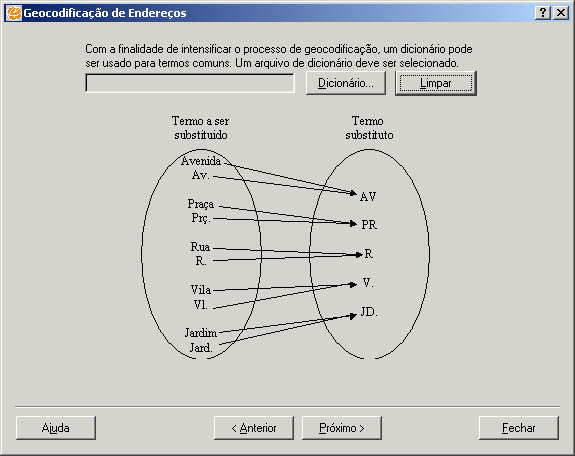 Geocodificação de Endereços
Com a finalidade de intensificar o processo de geocodificação, um dicionário pode
ser usado para termos comuns. Um arquivo de dicionário deve ser selecionado.
Dicionário... Limpar
Termo a ser
substituido
Termo
substituto
Avenida
Av.
AV
Praça
Prç.
PR
Rua
R.
R
Vila
Vl.
V.
Jardim
Jard.
JD.
Ajuda < Anterior Próximo > Fechar